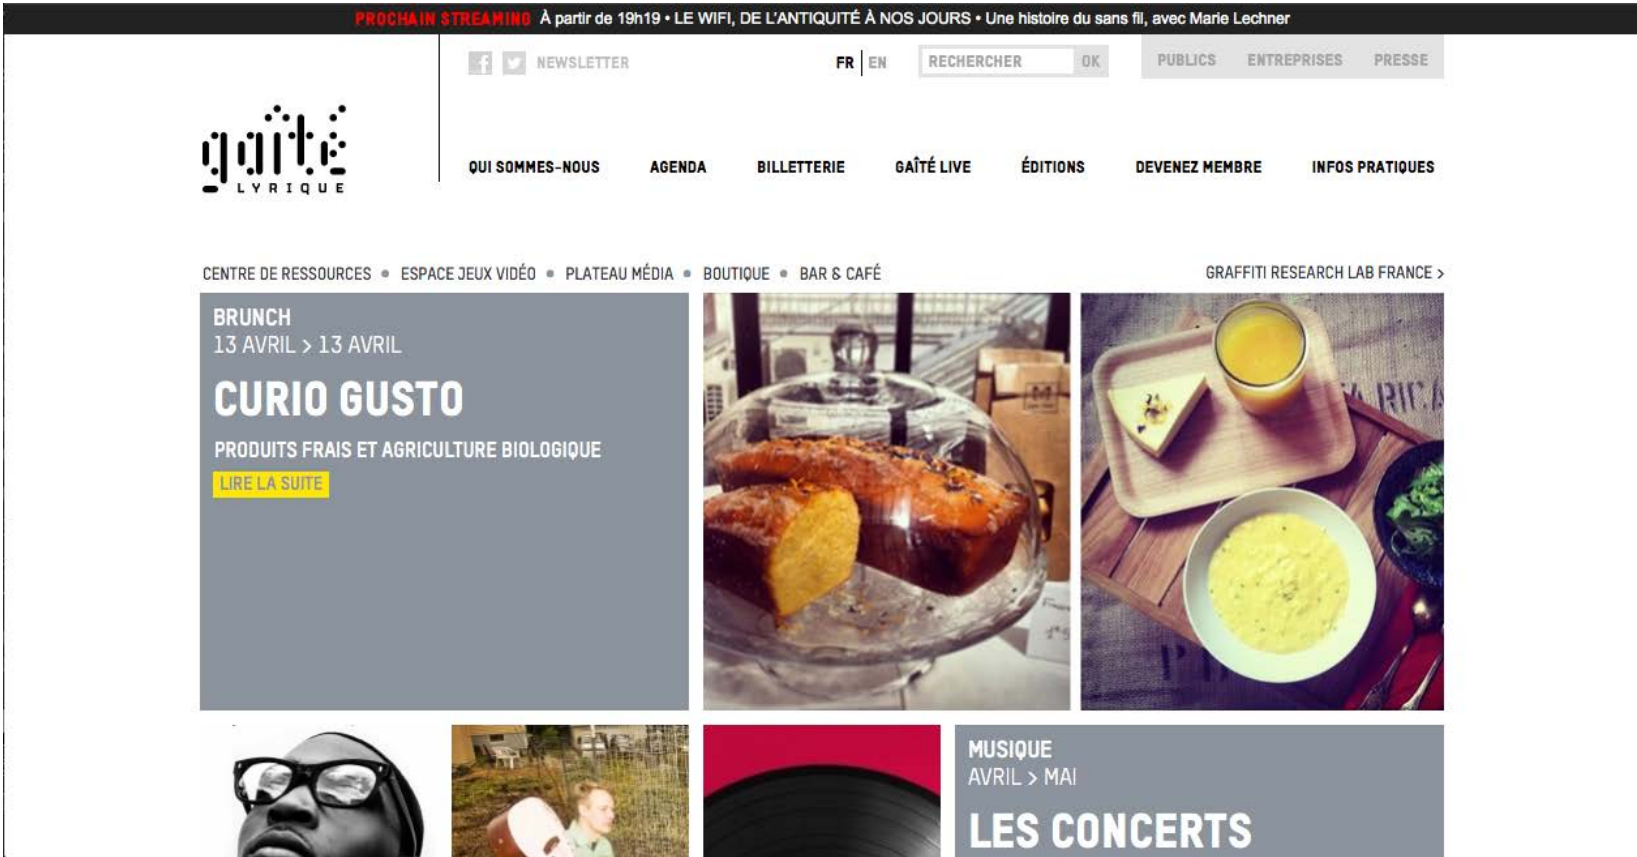 PROCHAIN STREAMING À partir de 19h19 • LE WIFI, DE L'ANTIQUITÉ À NOS JOURS • Une histoire du sans fil, avec Marie Lechner
NEWSLETTER
FR | EN
RECHERCHER OK
PUBLICS ENTREPRISES PRESSE
gaîté
LYRIQUE
QUI SOMMES-NOUS AGENDA BILLETTERIE GAÎTÉ LIVE ÉDITIONS DEVENEZ MEMBRE INFOS PRATIQUES
CENTRE DE RESSOURCES • ESPACE JEUX VIDÉO • PLATEAU MÉDIA • BOUTIQUE • BAR & CAFÉ
GRAFFITI RESEARCH LAB FRANCE >
BRUNCH
13 AVRIL > 13 AVRIL
CURIO GUSTO
PRODUITS FRAIS ET AGRICULTURE BIOLOGIQUE
LIRE LA SUITE
MUSIQUE
AVRIL > MAI
LES CONCERTS